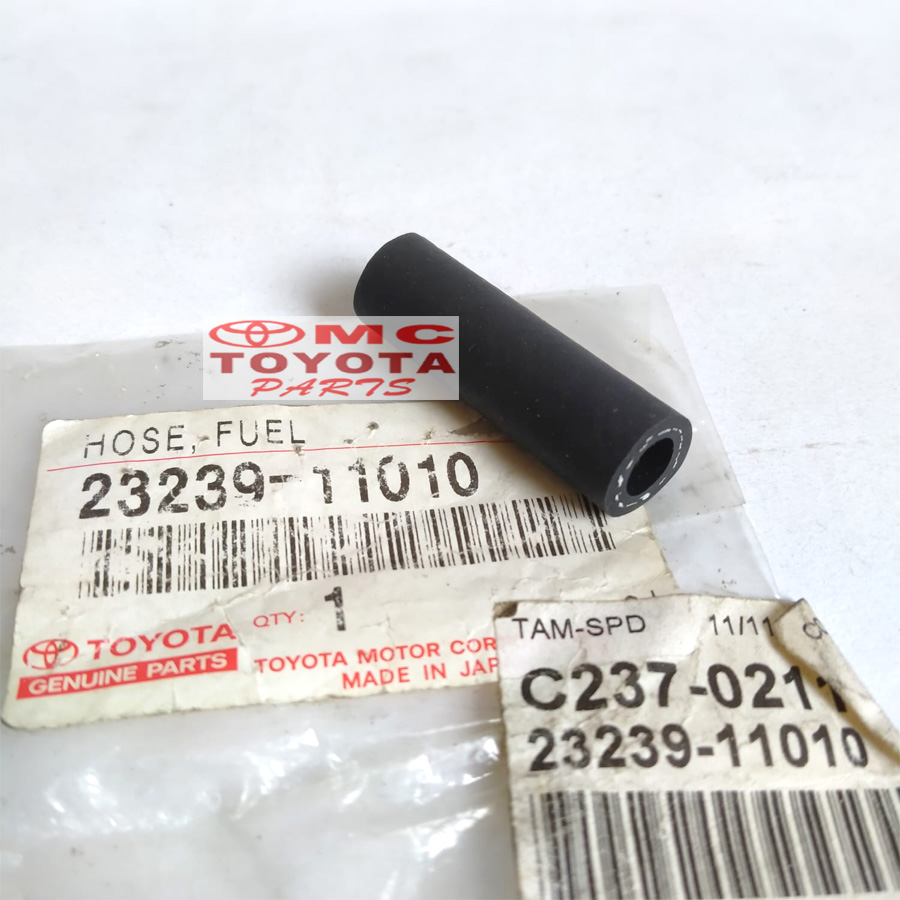 MC
TOYOTA
PARTS
HOSE, FUEL
23239-11010
QTY: 1
TOYOTA
GENUINE PARTS
TOYOTA MOTOR COR
MADE IN JAP
TAM-SPD 11/11
C237-0211
23239-11010